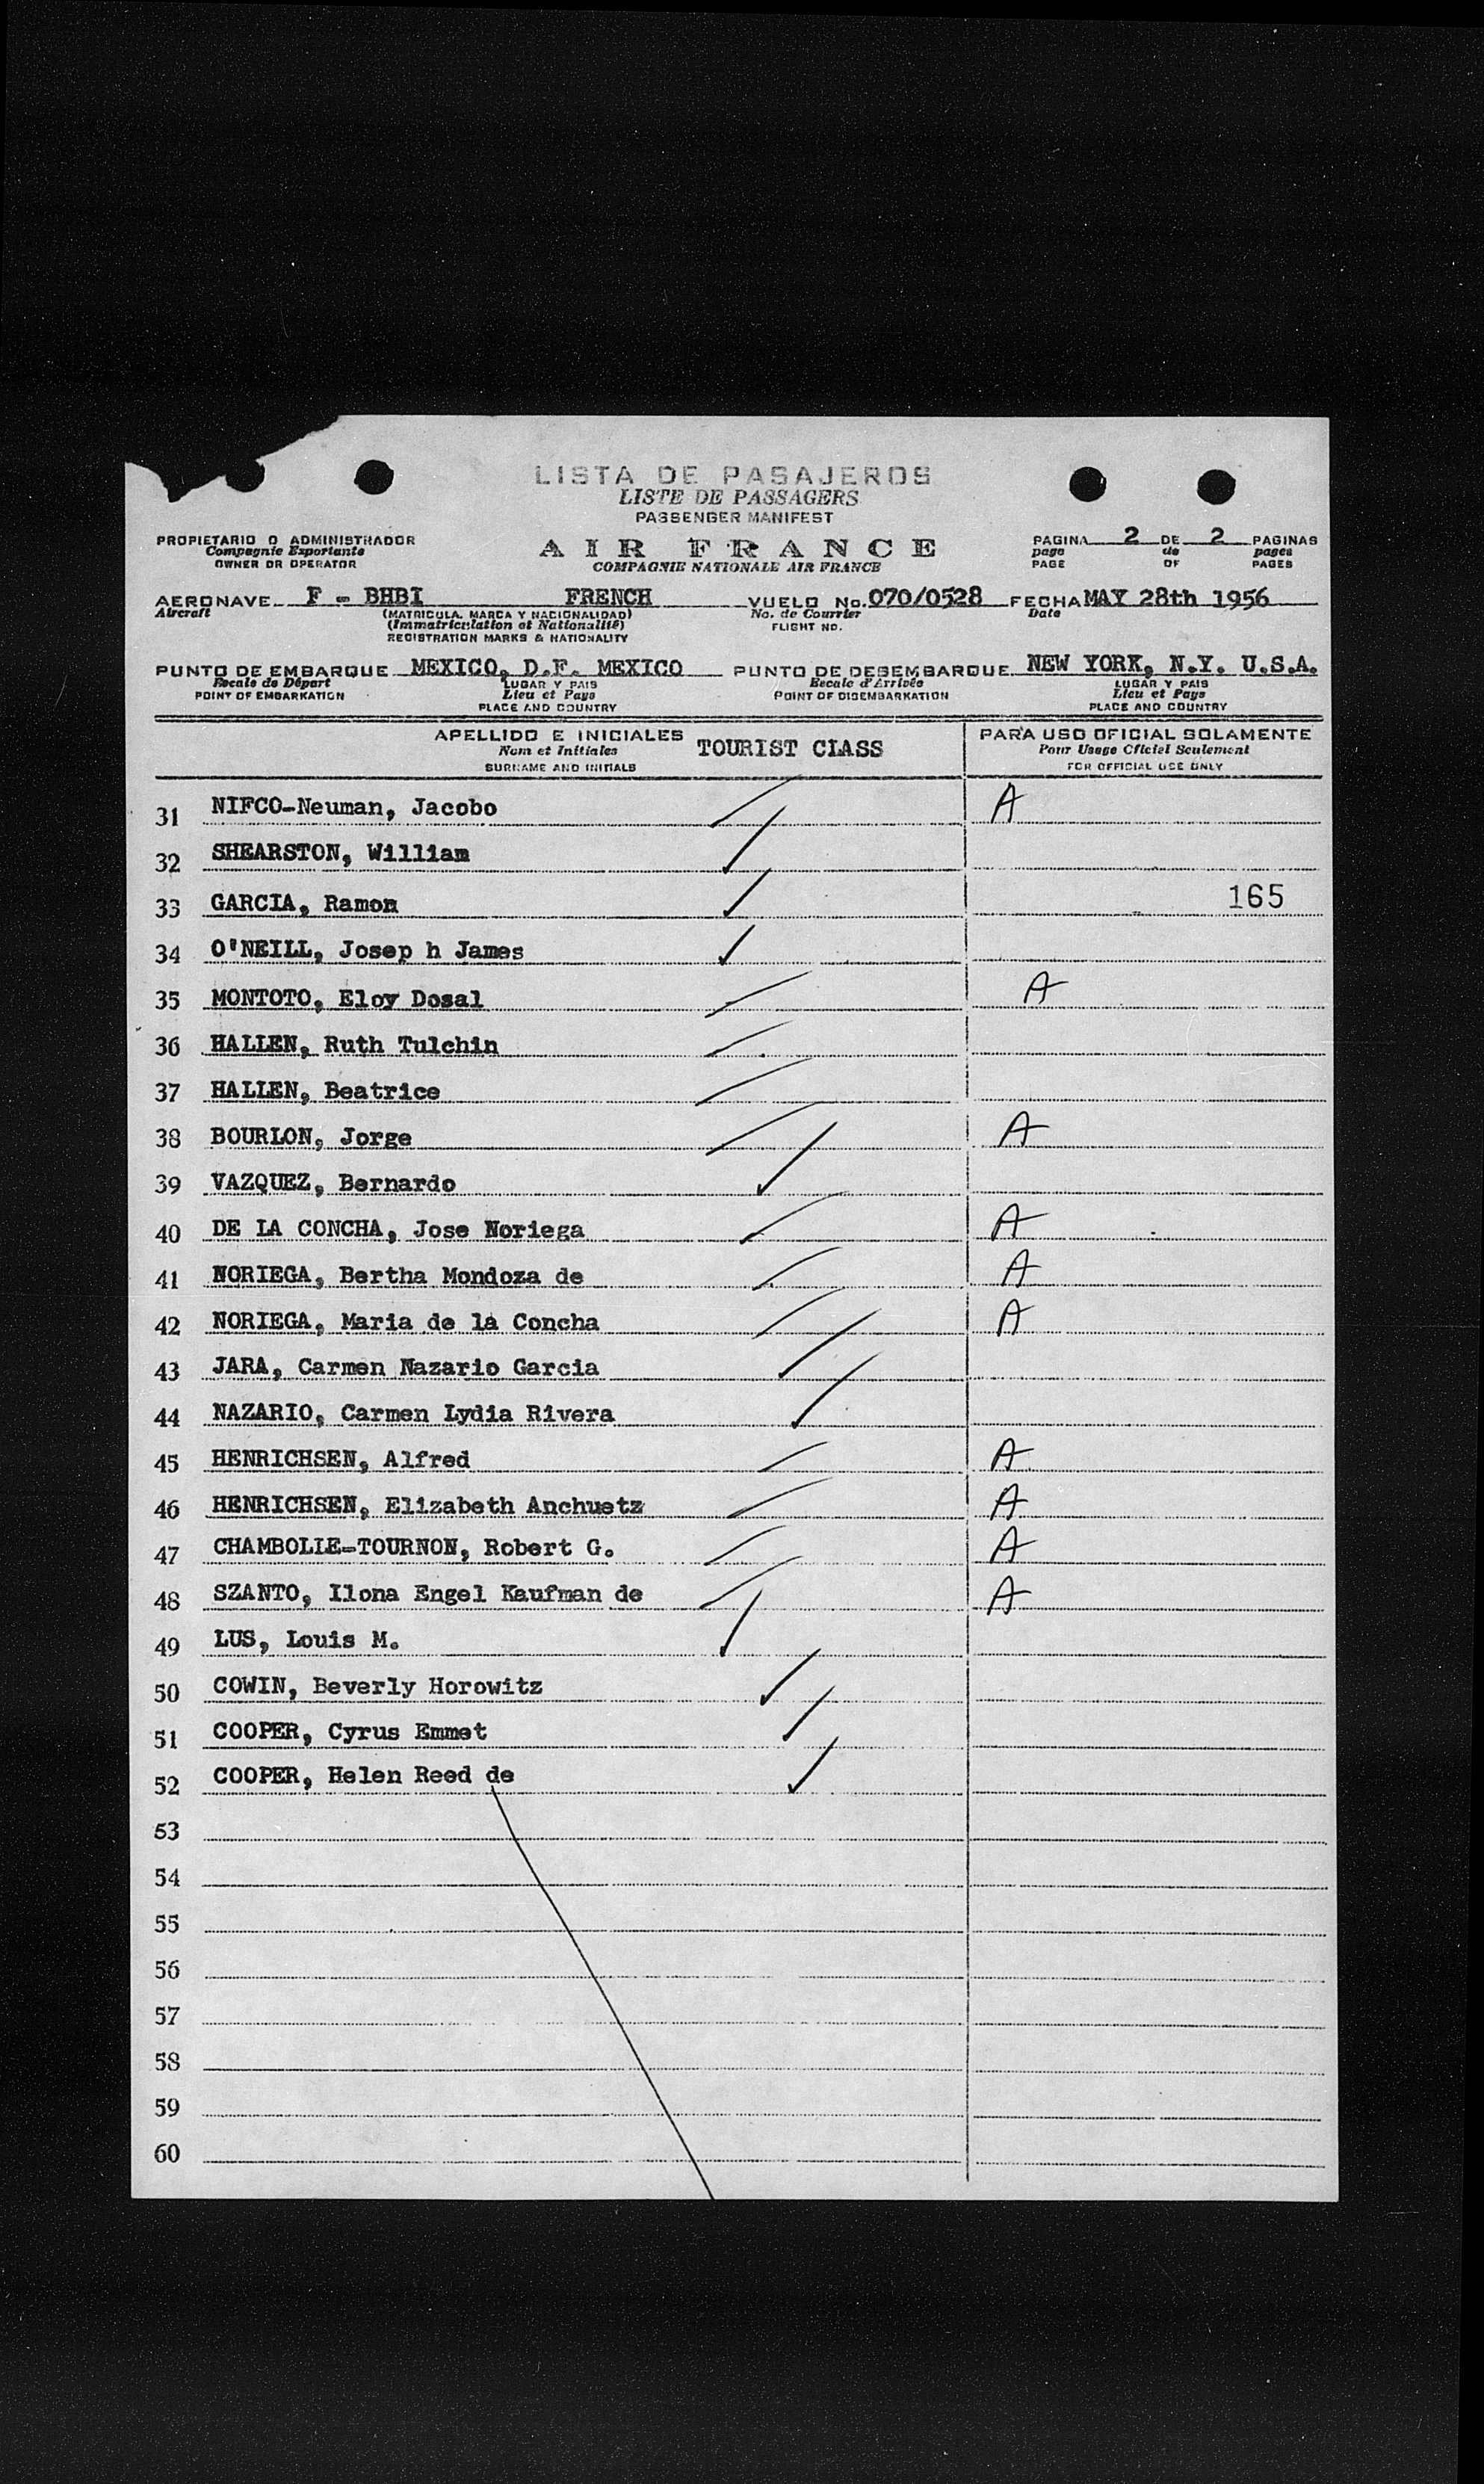 LISTA DE PASAJEROS
LISTE DE PASSAGERS
PASSENGER MANIFEST
PROPIETARIO O ADMINISTRADOR
Compagnie Exportante
OWNER OR OPERATOR
AIR FRANCE
COMPAGNIE NATIONALE AIR FRANCE
PAGINA 2 DE 2 PAGINAS
page de pages
PAGE OF PAGES
AERONAVE F - BHBI FRENCH VUELO No. 070/0528 FECHA MAY 28th 1956
Aircraft (MATRICULA, MARCA Y NACIONALIDAD) No. de Courrier Date
(Immatriculation et Nationalité) FLIGHT NO.
REGISTRATION MARKS & NATIONALITY
PUNTO DE EMBARQUE MEXICO, D.F. MEXICO PUNTO DE DESEMBARQUE NEW YORK, N.Y. U.S.A.
Escale de Départ LUGAR Y PAIS Escale d'Arrivée LUGAR Y PAIS
POINT OF EMBARKATION Lieu et Pays POINT OF DISEMBARKATION Lieu et Pays
PLACE AND COUNTRY PLACE AND COUNTRY
APELLIDO E INICIALES TOURIST CLASS PARA USO OFICIAL SOLAMENTE
Nom et Initiales Pour Usage Officiel Seulement
SURNAME AND INITIALS FOR OFFICIAL USE ONLY
31 NIFCO-Neuman, Jacobo A
32 SHEARSTON, William
33 GARCIA, Ramon 165
34 O'NEILL, Josep h James
35 MONTOTO, Eloy Dosal A
36 HALLEN, Ruth Tulchin
37 HALLEN, Beatrice
38 BOURLON, Jorge A
39 VAZQUEZ, Bernardo
40 DE LA CONCHA, Jose Noriega A
41 NORIEGA, Bertha Mondoza de A
42 NORIEGA, Maria de la Concha A
43 JARA, Carmen Nazario Garcia
44 NAZARIO, Carmen Lydia Rivera
45 HENRICHSEN, Alfred A
46 HENRICHSEN, Elizabeth Anchuetz A
47 CHAMBOLLE-TOURNON, Robert G. A
48 SZANTO, Ilona Engel Kaufman de A
49 LUS, Louis M.
50 COWIN, Beverly Horowitz
51 COOPER, Cyrus Emmet
52 COOPER, Helen Reed de
53
54
55
56
57
58
59
60